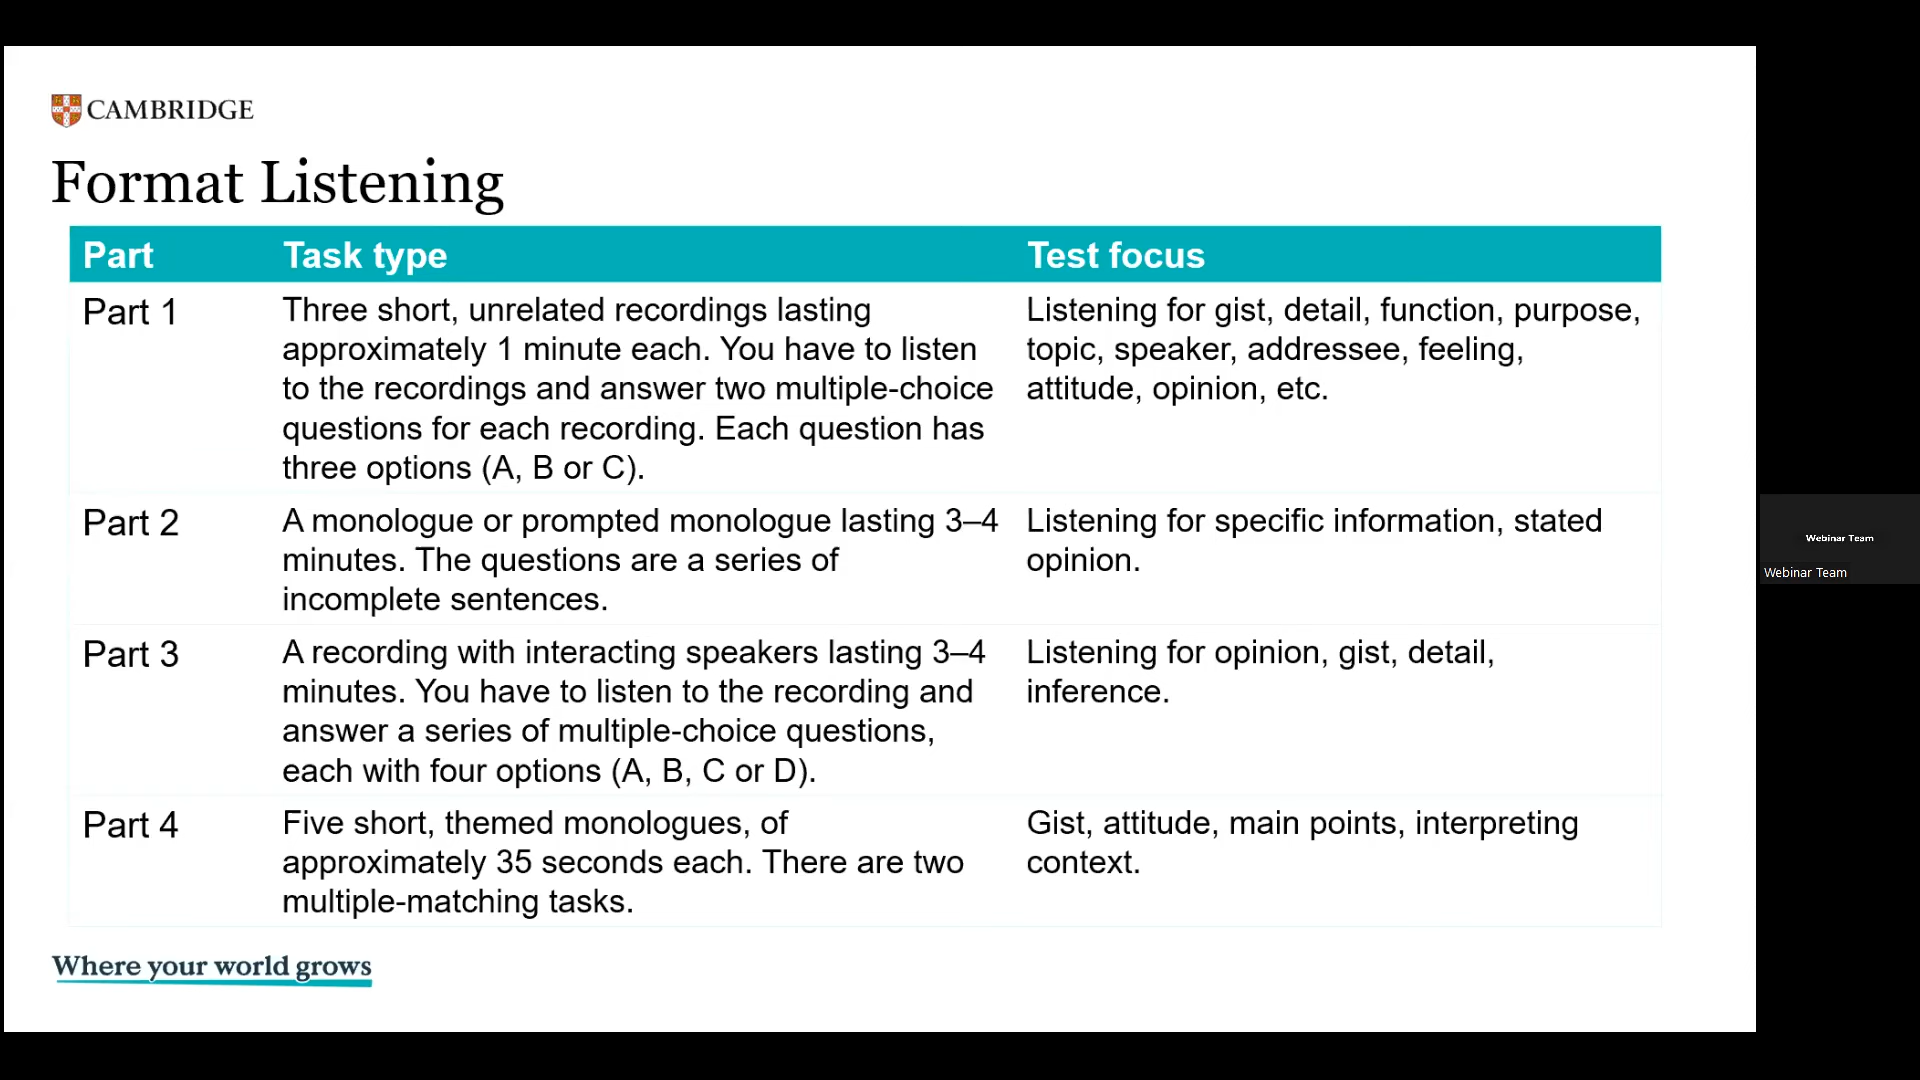 CAMBRIDGE
Format Listening
Part Task type Test focus
Part 1
Three short, unrelated recordings lasting
approximately 1 minute each. You have to listen
to the recordings and answer two multiple-choice
questions for each recording. Each question has
three options (A, B or C).
Listening for gist, detail, function, purpose,
topic, speaker, addressee, feeling,
attitude, opinion, etc.
Part 2
A monologue or prompted monologue lasting 3–4
minutes. The questions are a series of
incomplete sentences.
Listening for specific information, stated
opinion.
Part 3
A recording with interacting speakers lasting 3–4
minutes. You have to listen to the recording and
answer a series of multiple-choice questions,
each with four options (A, B, C or D).
Listening for opinion, gist, detail,
inference.
Part 4
Five short, themed monologues, of
approximately 35 seconds each. There are two
multiple-matching tasks.
Gist, attitude, main points, interpreting
context.
Where your world grows
Webinar Team
Webinar Team